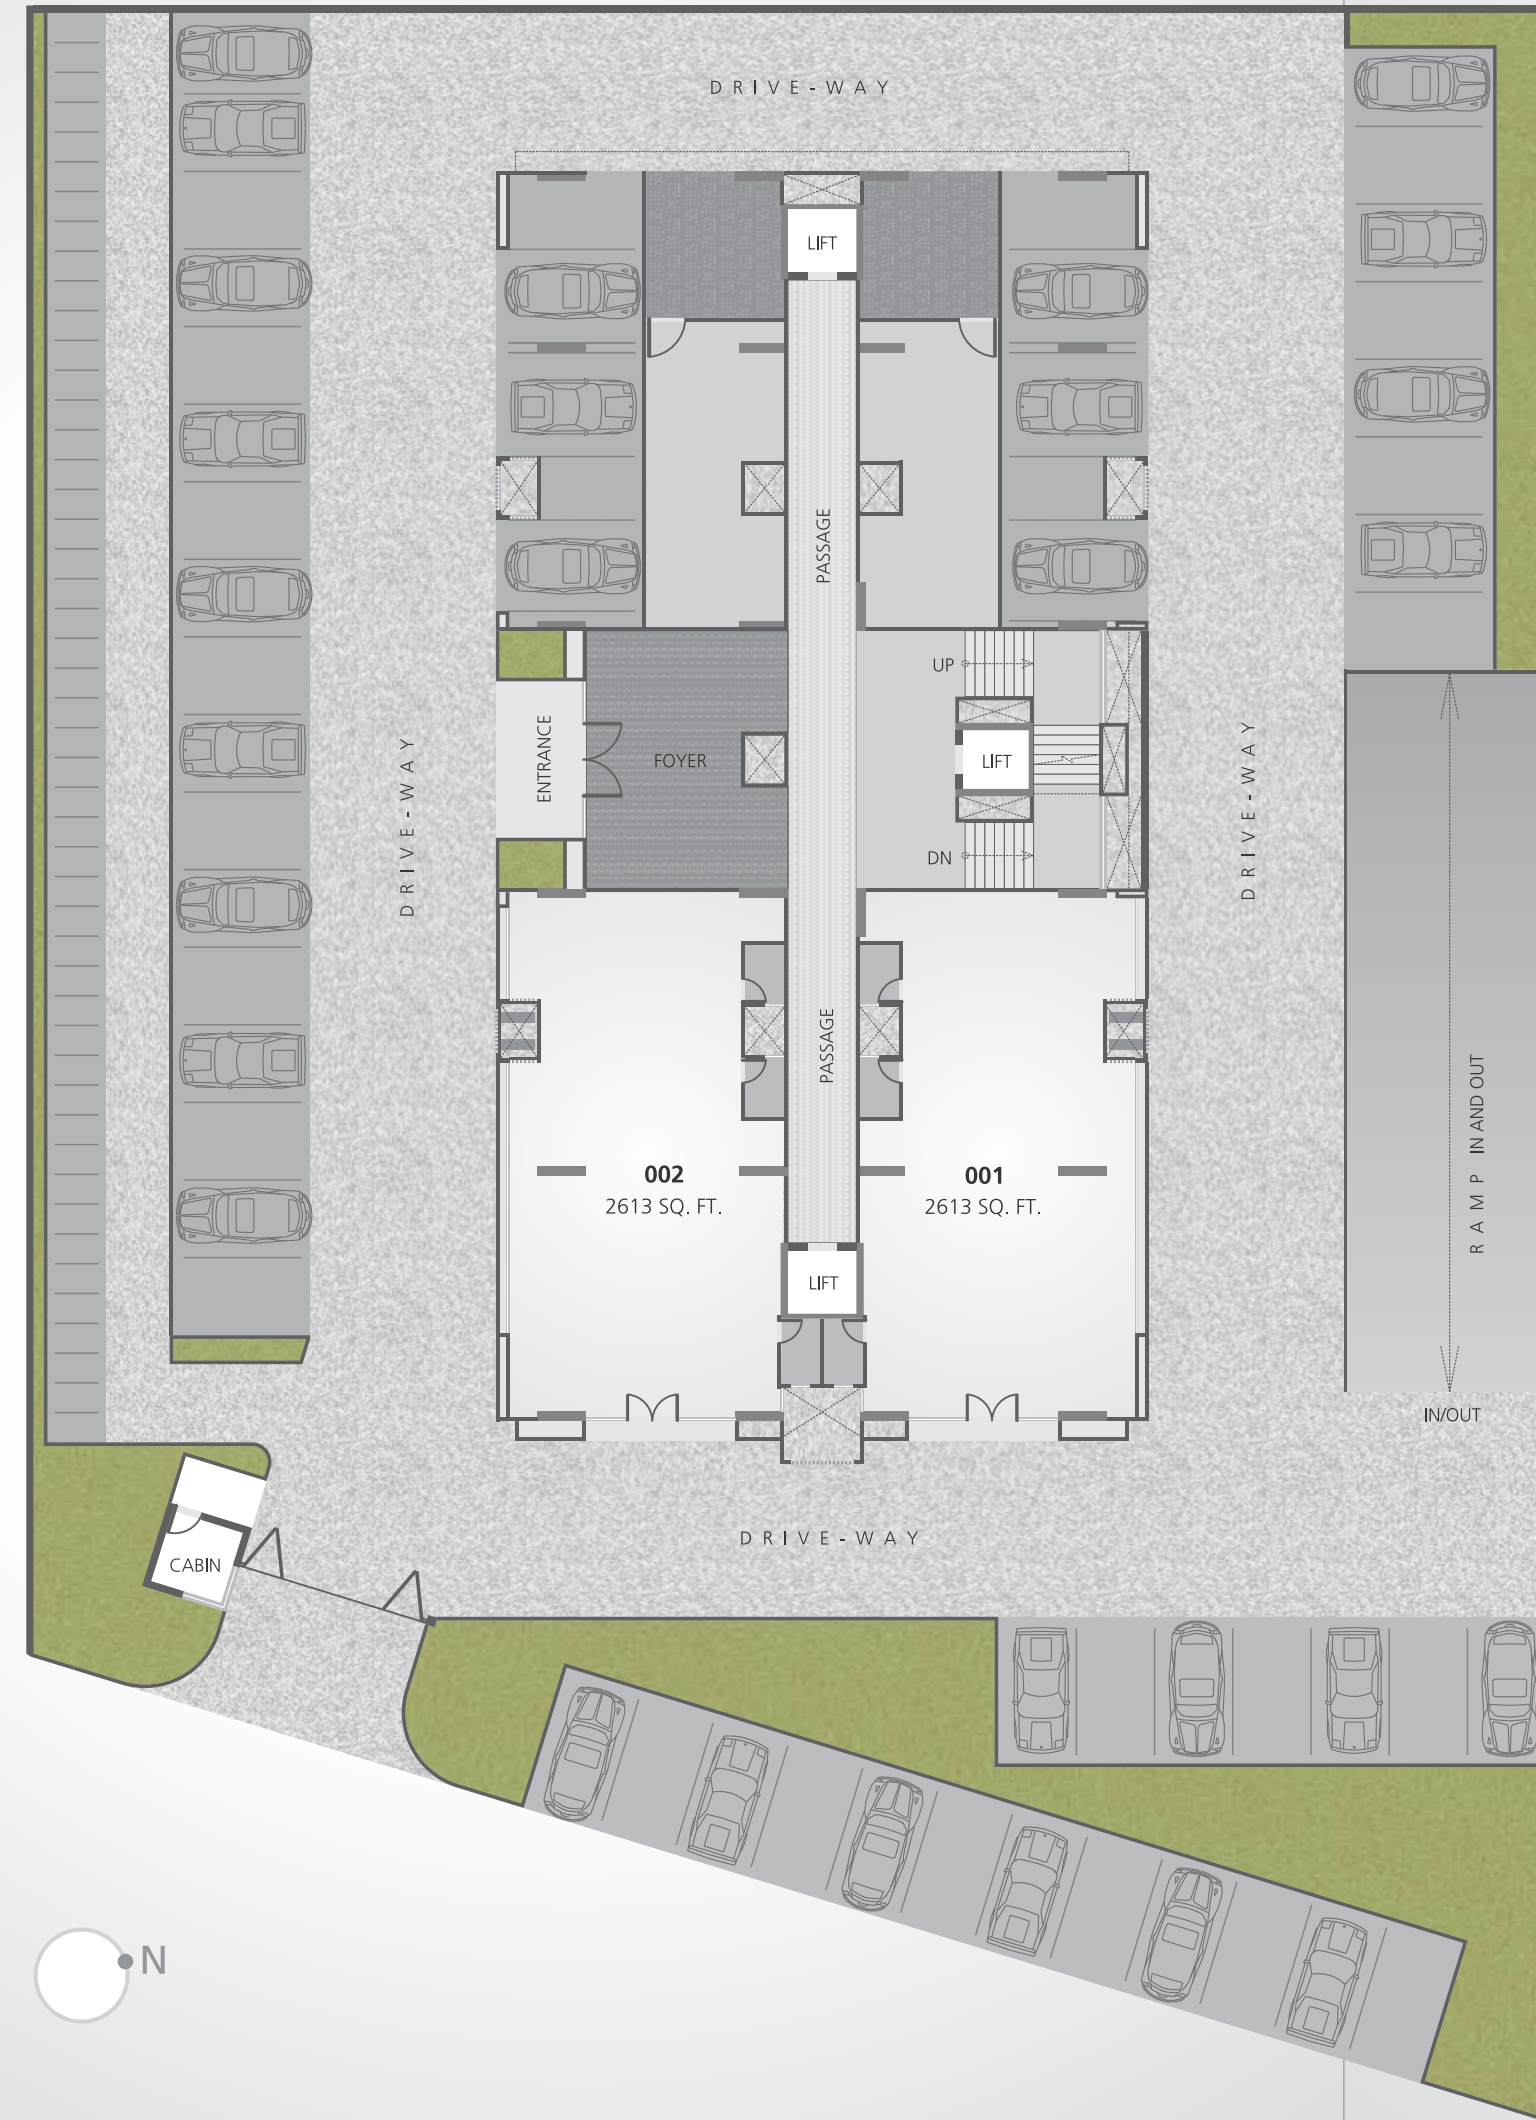 DRIVE-WAY
LIFT
PASSAGE
UP
ENTRANCE
FOYER
LIFT
DRIVE-WAY
DRIVE-WAY
DN
PASSAGE
RAMP IN AND OUT
002
2613 SQ. FT.
001
2613 SQ. FT.
LIFT
IN/OUT
DRIVE-WAY
CABIN
N